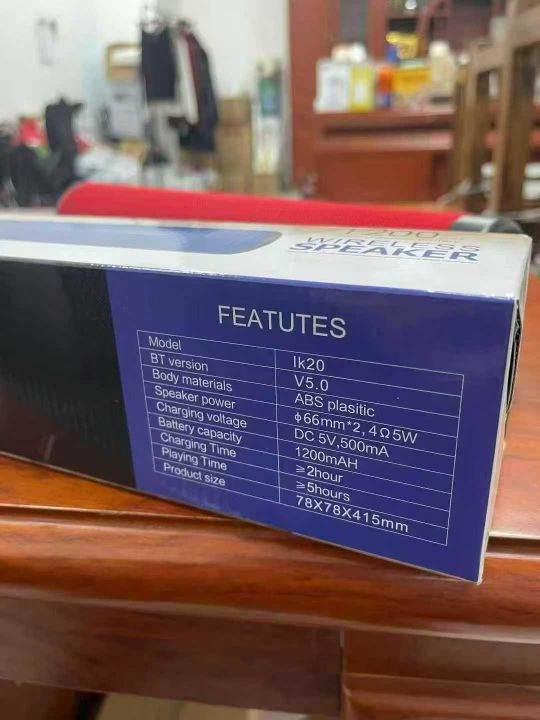 1200
WIRELESS
SPEAKER
FEATUTES
Model lk20
BT version V5.0
Body materials ABS plasitic
Speaker power ϕ66mm*2, 4Ω5W
Charging voltage DC 5V,500mA
Battery capacity 1200mAH
Charging Time ≥2hour
Playing Time ≥5hours
Product size 78X78X415mm